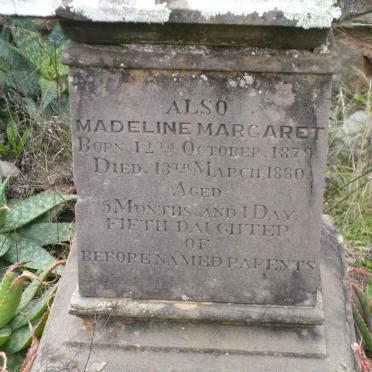 ALSO
MADELINE MARGARET
BORN. 12TH OCTOBER. 1879
DIED. 13TH MARCH 1880.
AGED
5 MONTHS. AND 1 DAY.
FIFTH DAUGHTER
OF
BEFORE NAMED PARENTS